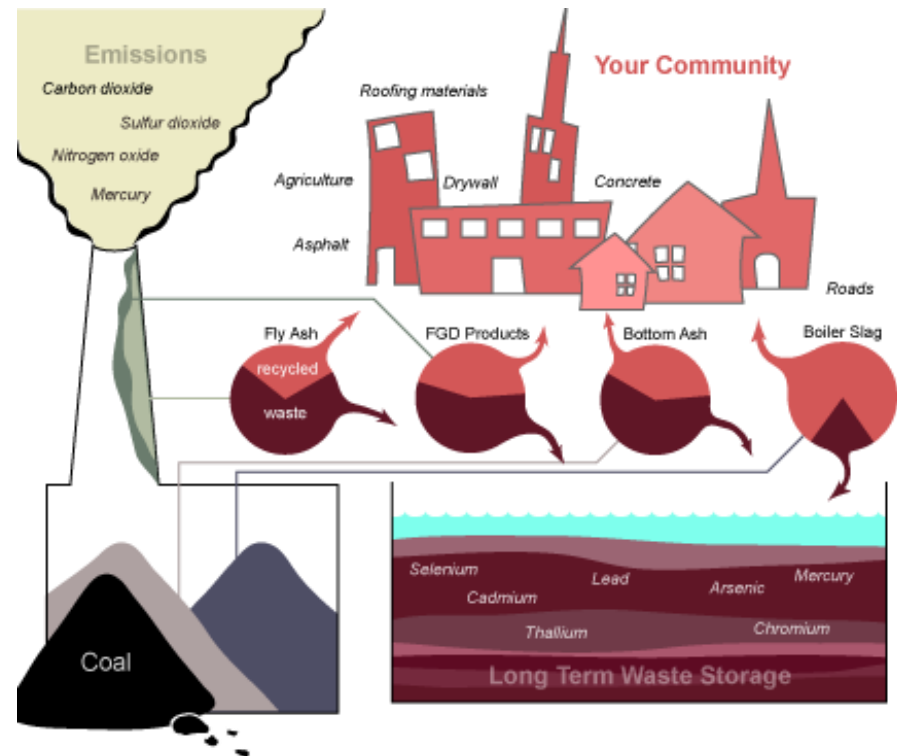 Emissions
Carbon dioxide
Sulfur dioxide
Nitrogen oxide
Mercury
Your Community
Roofing materials
Agriculture
Drywall
Concrete
Asphalt
Roads
Fly Ash
FGD Products
Bottom Ash
Boiler Slag
recycled
waste
Selenium
Lead
Arsenic
Mercury
Cadmium
Thallium
Chromium
Long Term Waste Storage
Coal